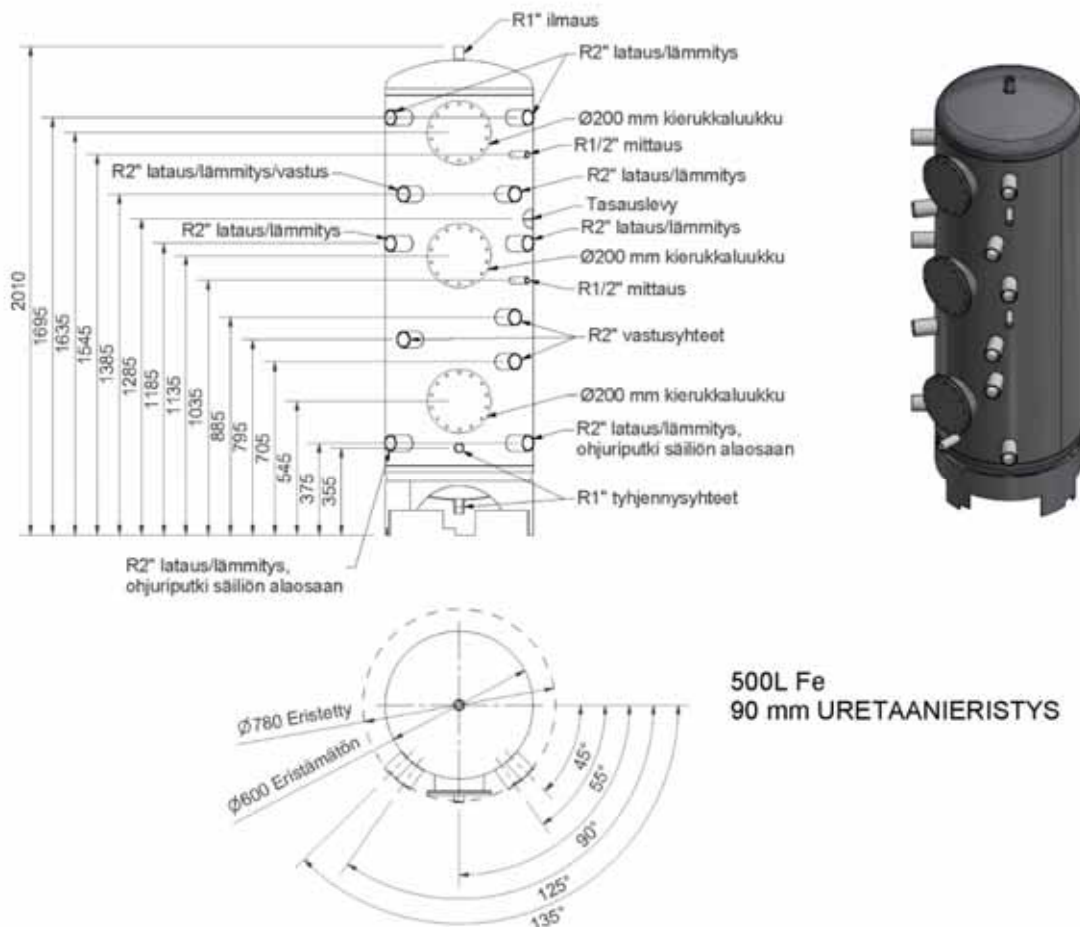 R1" ilmaus
R2" lataus/lämmitys
Ø200 mm kierukkaluukku
R1/2" mittaus
R2" lataus/lämmitys/vastus
R2" lataus/lämmitys
Tasauslevy
R2" lataus/lämmitys
R2" lataus/lämmitys
Ø200 mm kierukkaluukku
R1/2" mittaus
R2" vastusyhteet
Ø200 mm kierukkaluukku
R2" lataus/lämmitys,
ohjuriputki säiliön alaosaan
R1" tyhjennysyhteet
R2" lataus/lämmitys,
ohjuriputki säiliön alaosaan
2010
1695
1635
1545
1385
1285
1185
1135
1035
885
795
705
545
375
355
Ø780 Eristetty
Ø600 Eristämätön
45°
55°
90°
125°
135°
500L Fe
90 mm URETAANIERISTYS